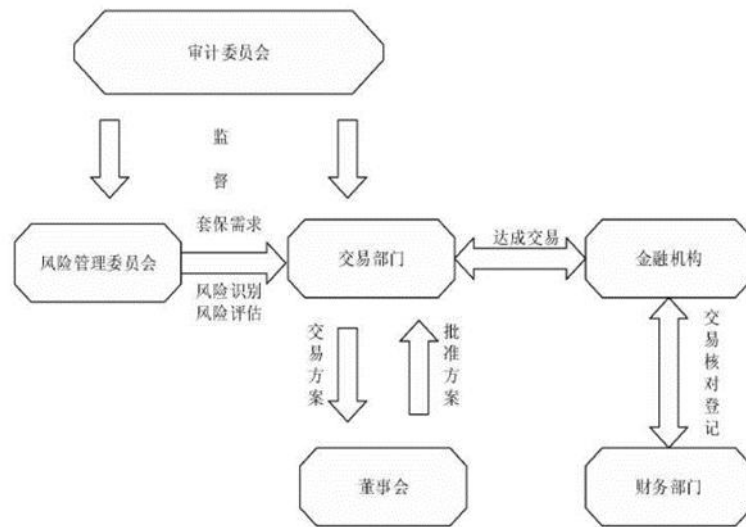 审计委员会
监
督
套保需求
达成交易
风险管理委员会
交易部门
金融机构
风险识别
风险评估
交易方案
批准方案
交易核对登记
董事会
财务部门